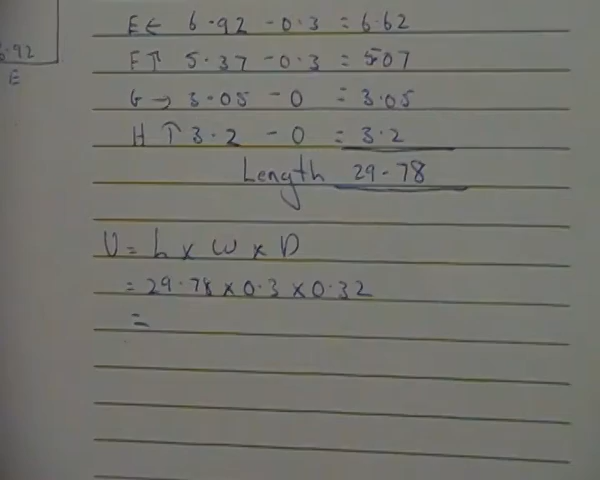 E← 6.92 - 0.3 = 6.62
F↑ 5.37 - 0.3 = 5.07
G→ 3.05 - 0 = 3.05
H↑ 3.2 - 0 = 3.2
Length 29.78
V = L x W x D
= 29.78 x 0.3 x 0.32
=
6.92
E